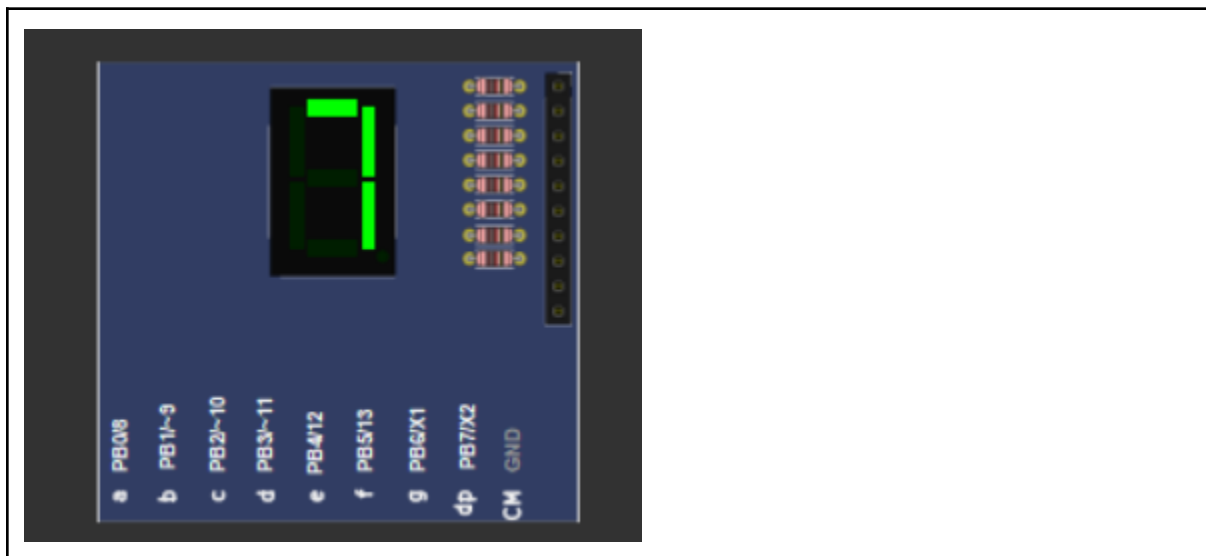 a PB0/8
b PB1/~9
c PB2/~10
d PB3/~11
e PB4/12
f PB5/13
g PB6/X1
dp PB7/X2
CM GND